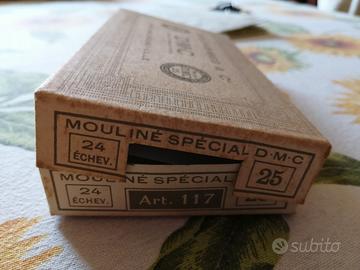 D·M·C
MOULINÉ SPÉCIAL D·M·C
24
ÉCHEV.
25
MOULINÉ SPÉCIAL
24
ÉCHEV.
Art. 117
subito